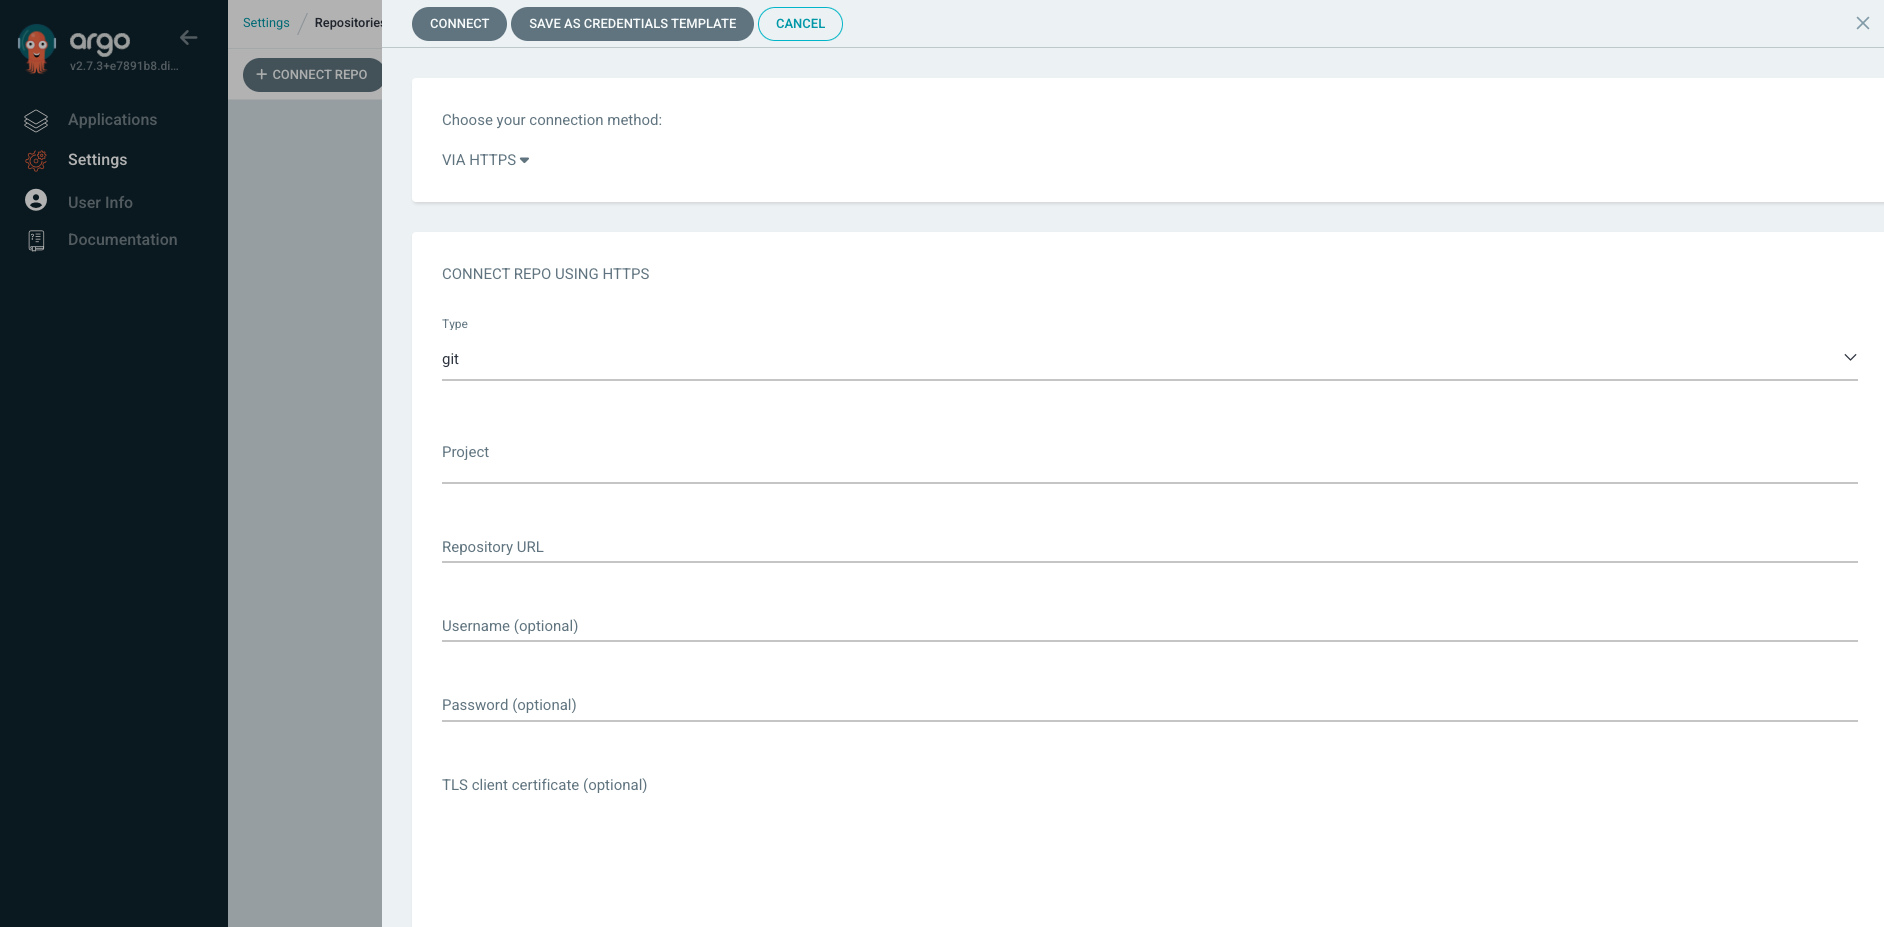 argo
v2.7.3+e7891b8.di...
Applications
Settings
User Info
Documentation
Settings / Repositories
+ CONNECT REPO
CONNECT SAVE AS CREDENTIALS TEMPLATE CANCEL
Choose your connection method:
VIA HTTPS
CONNECT REPO USING HTTPS
Type
git
Project
Repository URL
Username (optional)
Password (optional)
TLS client certificate (optional)